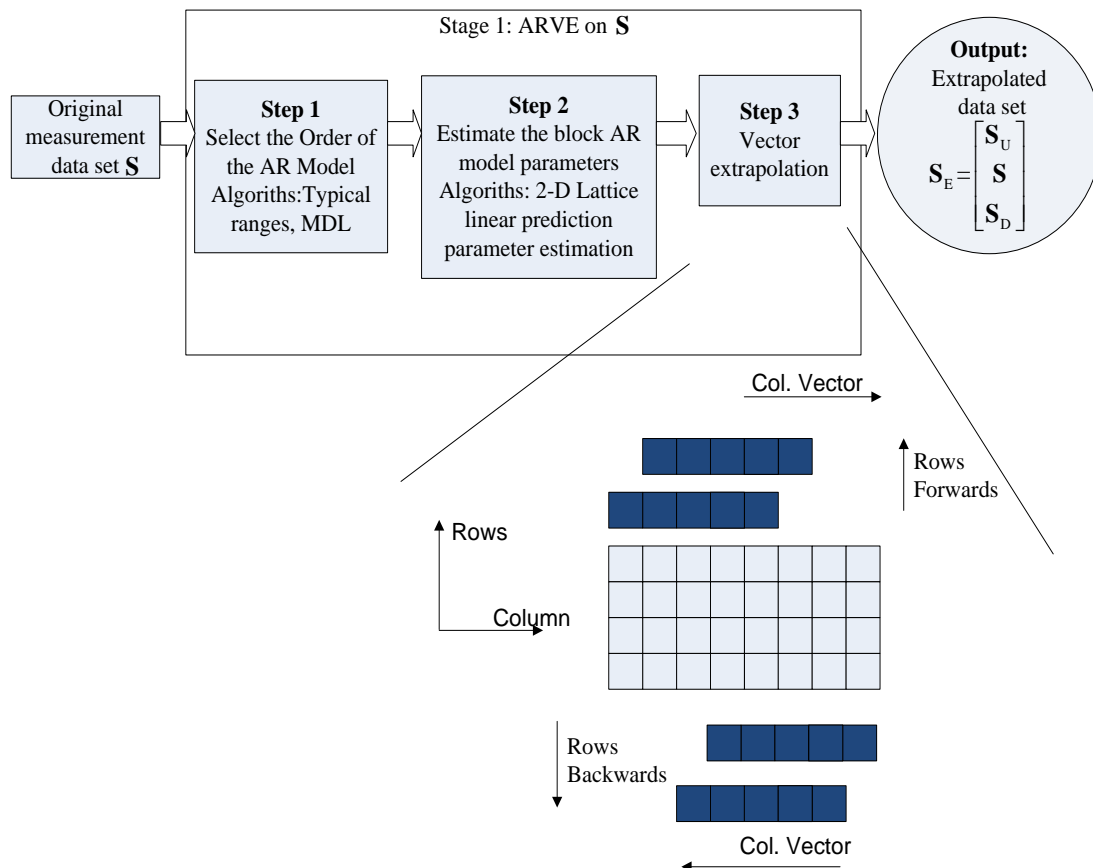 Stage 1: ARVE on S
Original
measurement
data set S
Step 1
Select the Order of
the AR Model
Algoriths:Typical
ranges, MDL
Step 2
Estimate the block AR
model parameters
Algoriths: 2-D Lattice
linear prediction
parameter estimation
Step 3
Vector
extrapolation
Output:
Extrapolated
data set
S_E = [S_U
S
S_D]
Col. Vector
Rows
Forwards
Rows
Column
Rows
Backwards
Col. Vector